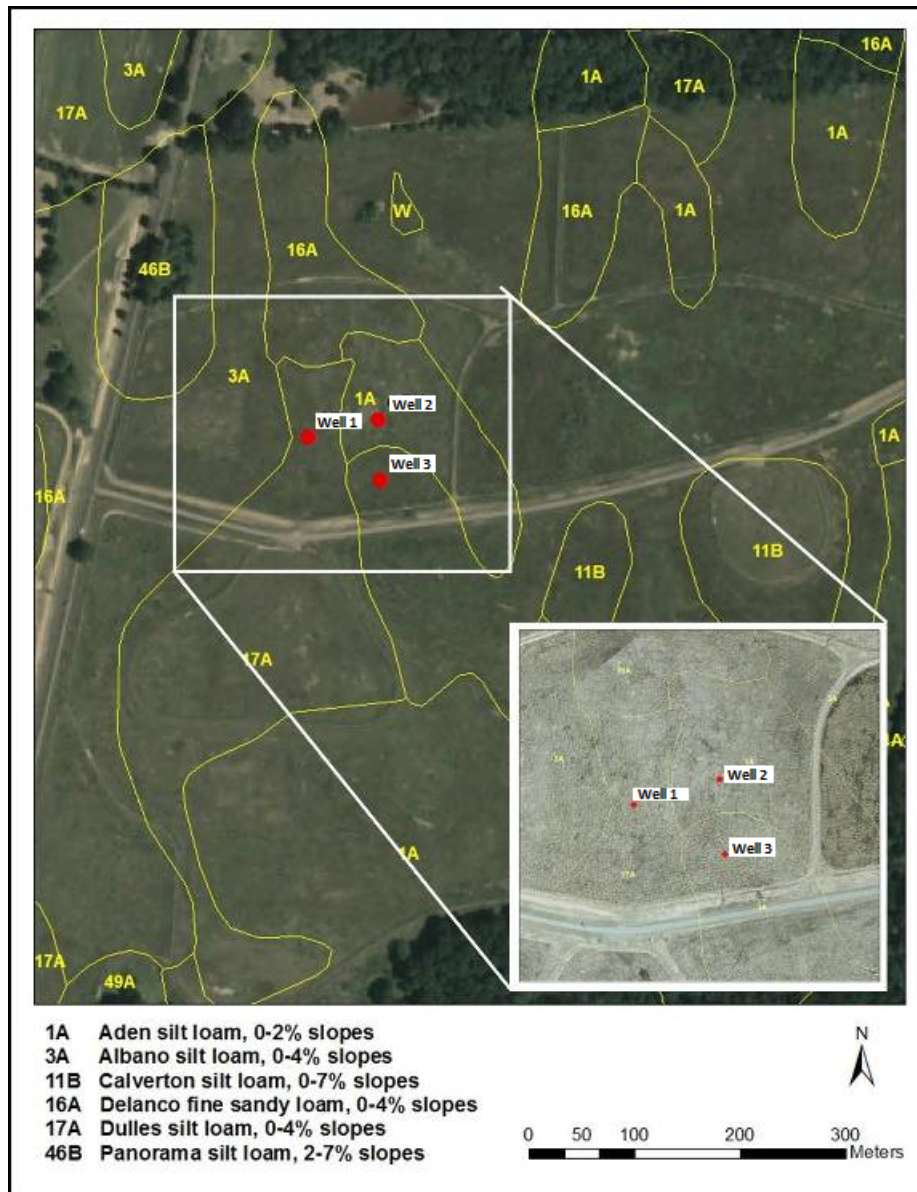 3A
16A
17A
1A
17A
1A
W
1A
16A
16A
46B
3A
1A
Well 2
Well 1
1A
Well 3
16A
11B
11B
17A
Well 2
Well 1
Well 3
1A
17A
49A
1A Aden silt loam, 0-2% slopes
3A Albano silt loam, 0-4% slopes
11B Calverton silt loam, 0-7% slopes
16A Delanco fine sandy loam, 0-4% slopes
17A Dulles silt loam, 0-4% slopes
46B Panorama silt loam, 2-7% slopes
N
0 50 100 200 300
Meters